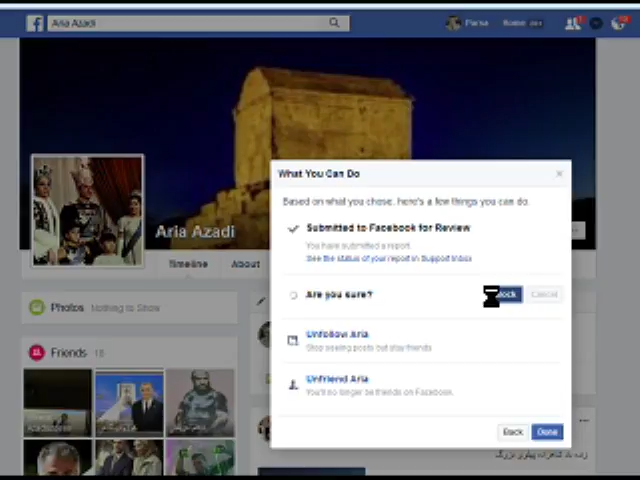 Aria Azadi
Parsa
Home
Aria Azadi
Timeline
About
What You Can Do
Based on what you chose, here's a few things you can do.
Submitted to Facebook for Review
You have submitted a report
See the status of your report in Support Inbox
Are you sure?
Cancel
Unfollow Aria
Stop seeing posts but stay friends
Unfriend Aria
You'll no longer be friends on Facebook.
Back
Done
Photos Nothing to Show
Friends 18